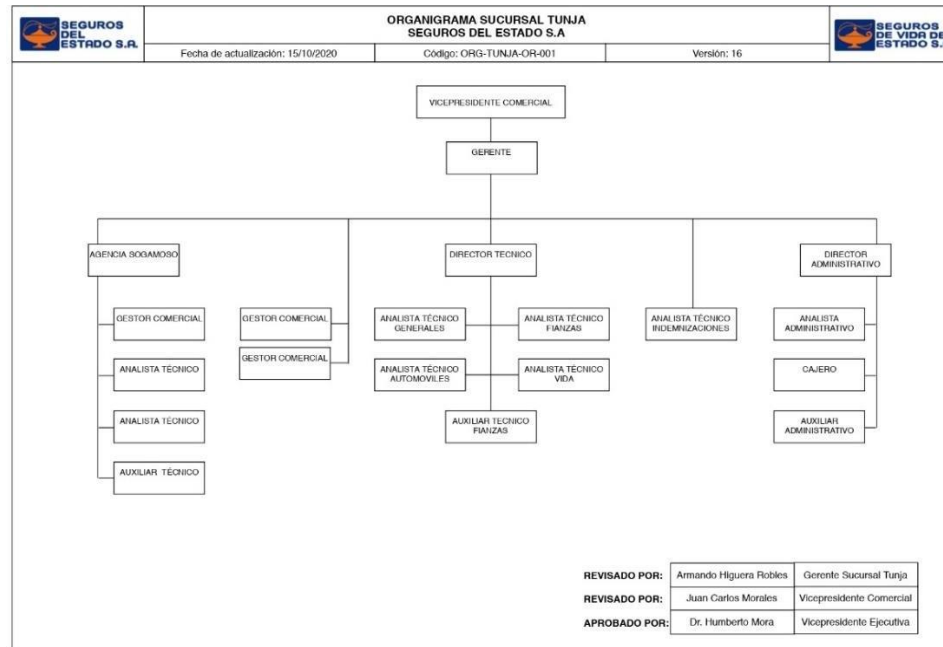 SEGUROS
DEL
ESTADO S.A.
ORGANIGRAMA SUCURSAL TUNJA
SEGUROS DEL ESTADO S.A
Fecha de actualización: 15/10/2020
Código: ORG-TUNJA-OR-001
Versión: 16
SEGUROS
DE VIDA DE
ESTADO S.
VICEPRESIDENTE COMERCIAL
GERENTE
AGENCIA SOGAMOSO
DIRECTOR TECNICO
DIRECTOR
ADMINISTRATIVO
GESTOR COMERCIAL
ANALISTA TÉCNICO
ANALISTA TÉCNICO
AUXILIAR TÉCNICO
GESTOR COMERCIAL
GESTOR COMERCIAL
ANALISTA TÉCNICO
GENERALES
ANALISTA TÉCNICO
FIANZAS
ANALISTA TÉCNICO
AUTOMOVILES
ANALISTA TÉCNICO
VIDA
AUXILIAR TECNICO
FIANZAS
ANALISTA TÉCNICO
INDEMNIZACIONES
ANALISTA
ADMINISTRATIVO
CAJERO
AUXILIAR
ADMINISTRATIVO
REVISADO POR: Armando Higuera Robles Gerente Sucursal Tunja
REVISADO POR: Juan Carlos Morales Vicepresidente Comercial
APROBADO POR: Dr. Humberto Mora Vicepresidente Ejecutiva